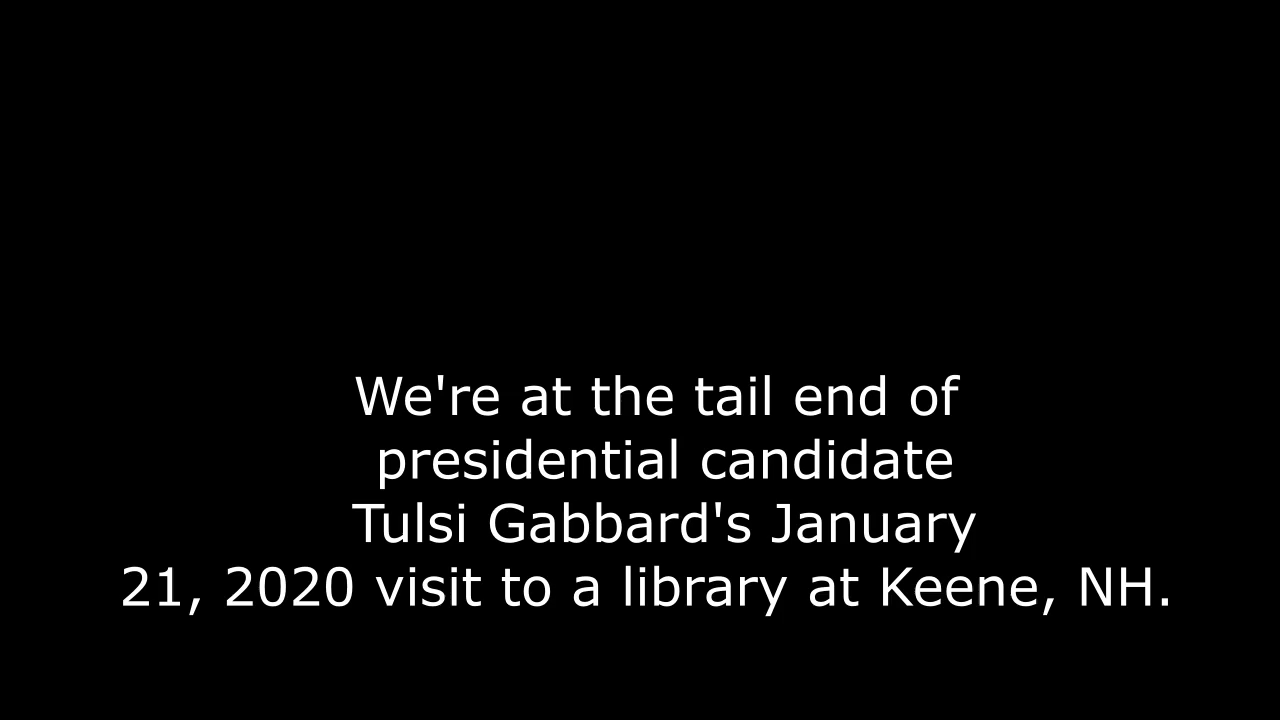 We're at the tail end of
presidential candidate
Tulsi Gabbard's January
21, 2020 visit to a library at Keene, NH.